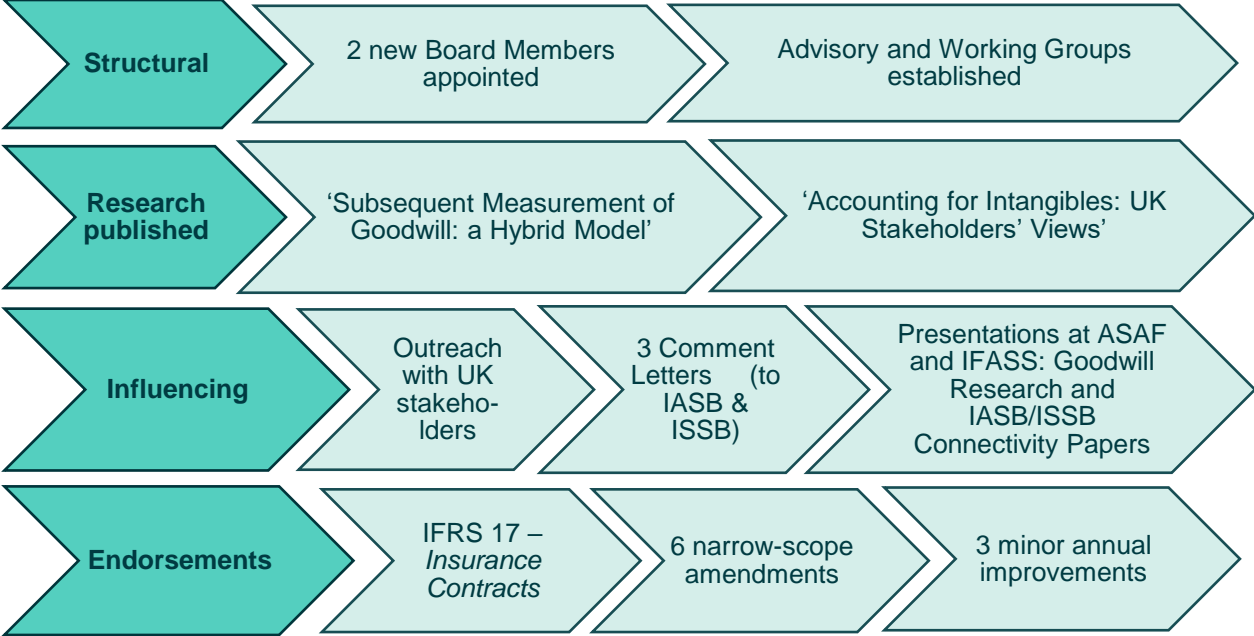 Structural
2 new Board Members
appointed
Advisory and Working Groups
established
Research
published
‘Subsequent Measurement of
Goodwill: a Hybrid Model’
‘Accounting for Intangibles: UK
Stakeholders’ Views’
Influencing
Outreach
with UK
stakeho-
lders
3 Comment
Letters (to
IASB &
ISSB)
Presentations at ASAF
and IFASS: Goodwill
Research and
IASB/ISSB
Connectivity Papers
Endorsements
IFRS 17 –
Insurance
Contracts
6 narrow-scope
amendments
3 minor annual
improvements